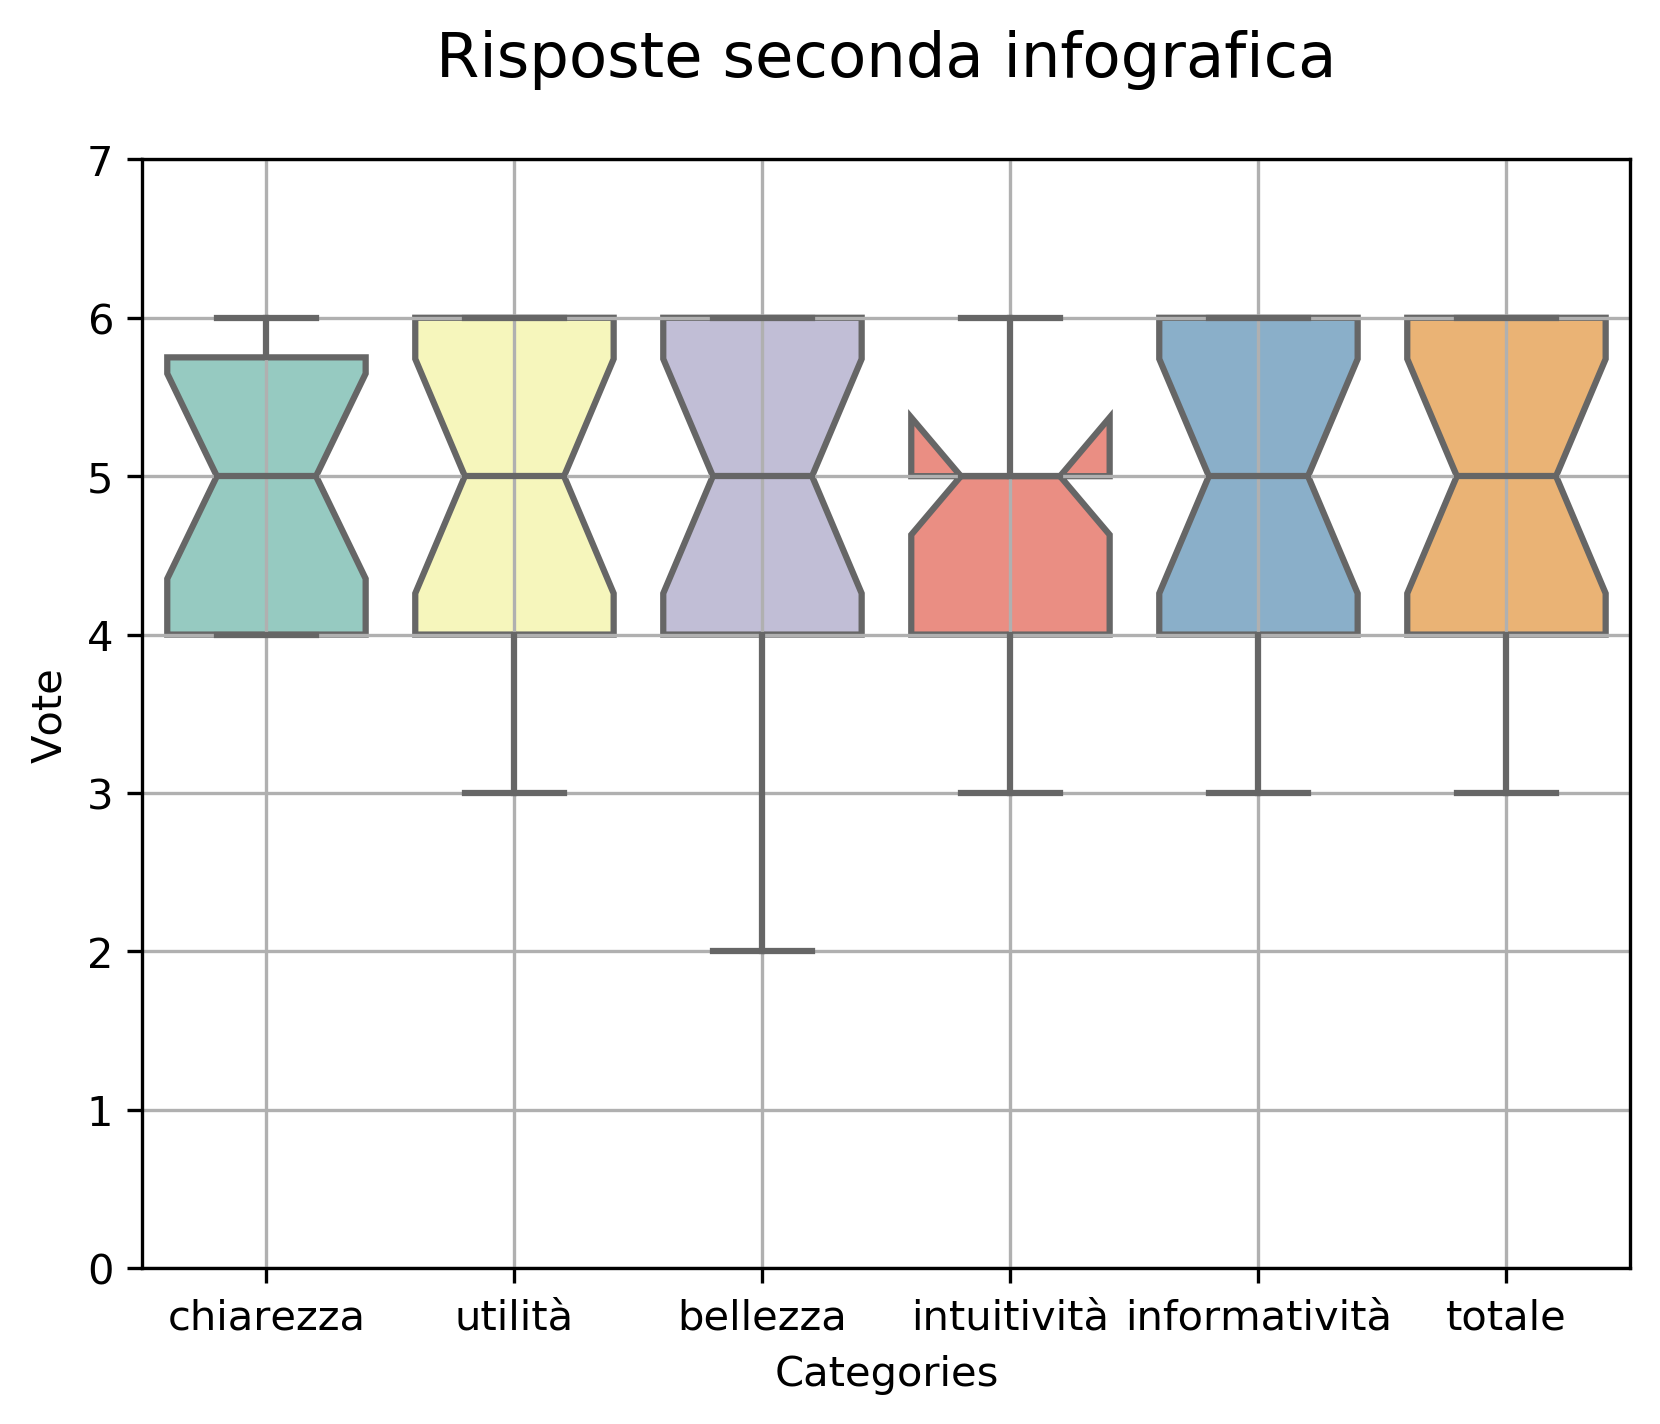 Risposte seconda infografica
7
6
5
4
3
2
1
0
Vote
chiarezza utilità bellezza intuitività informatività totale
Categories